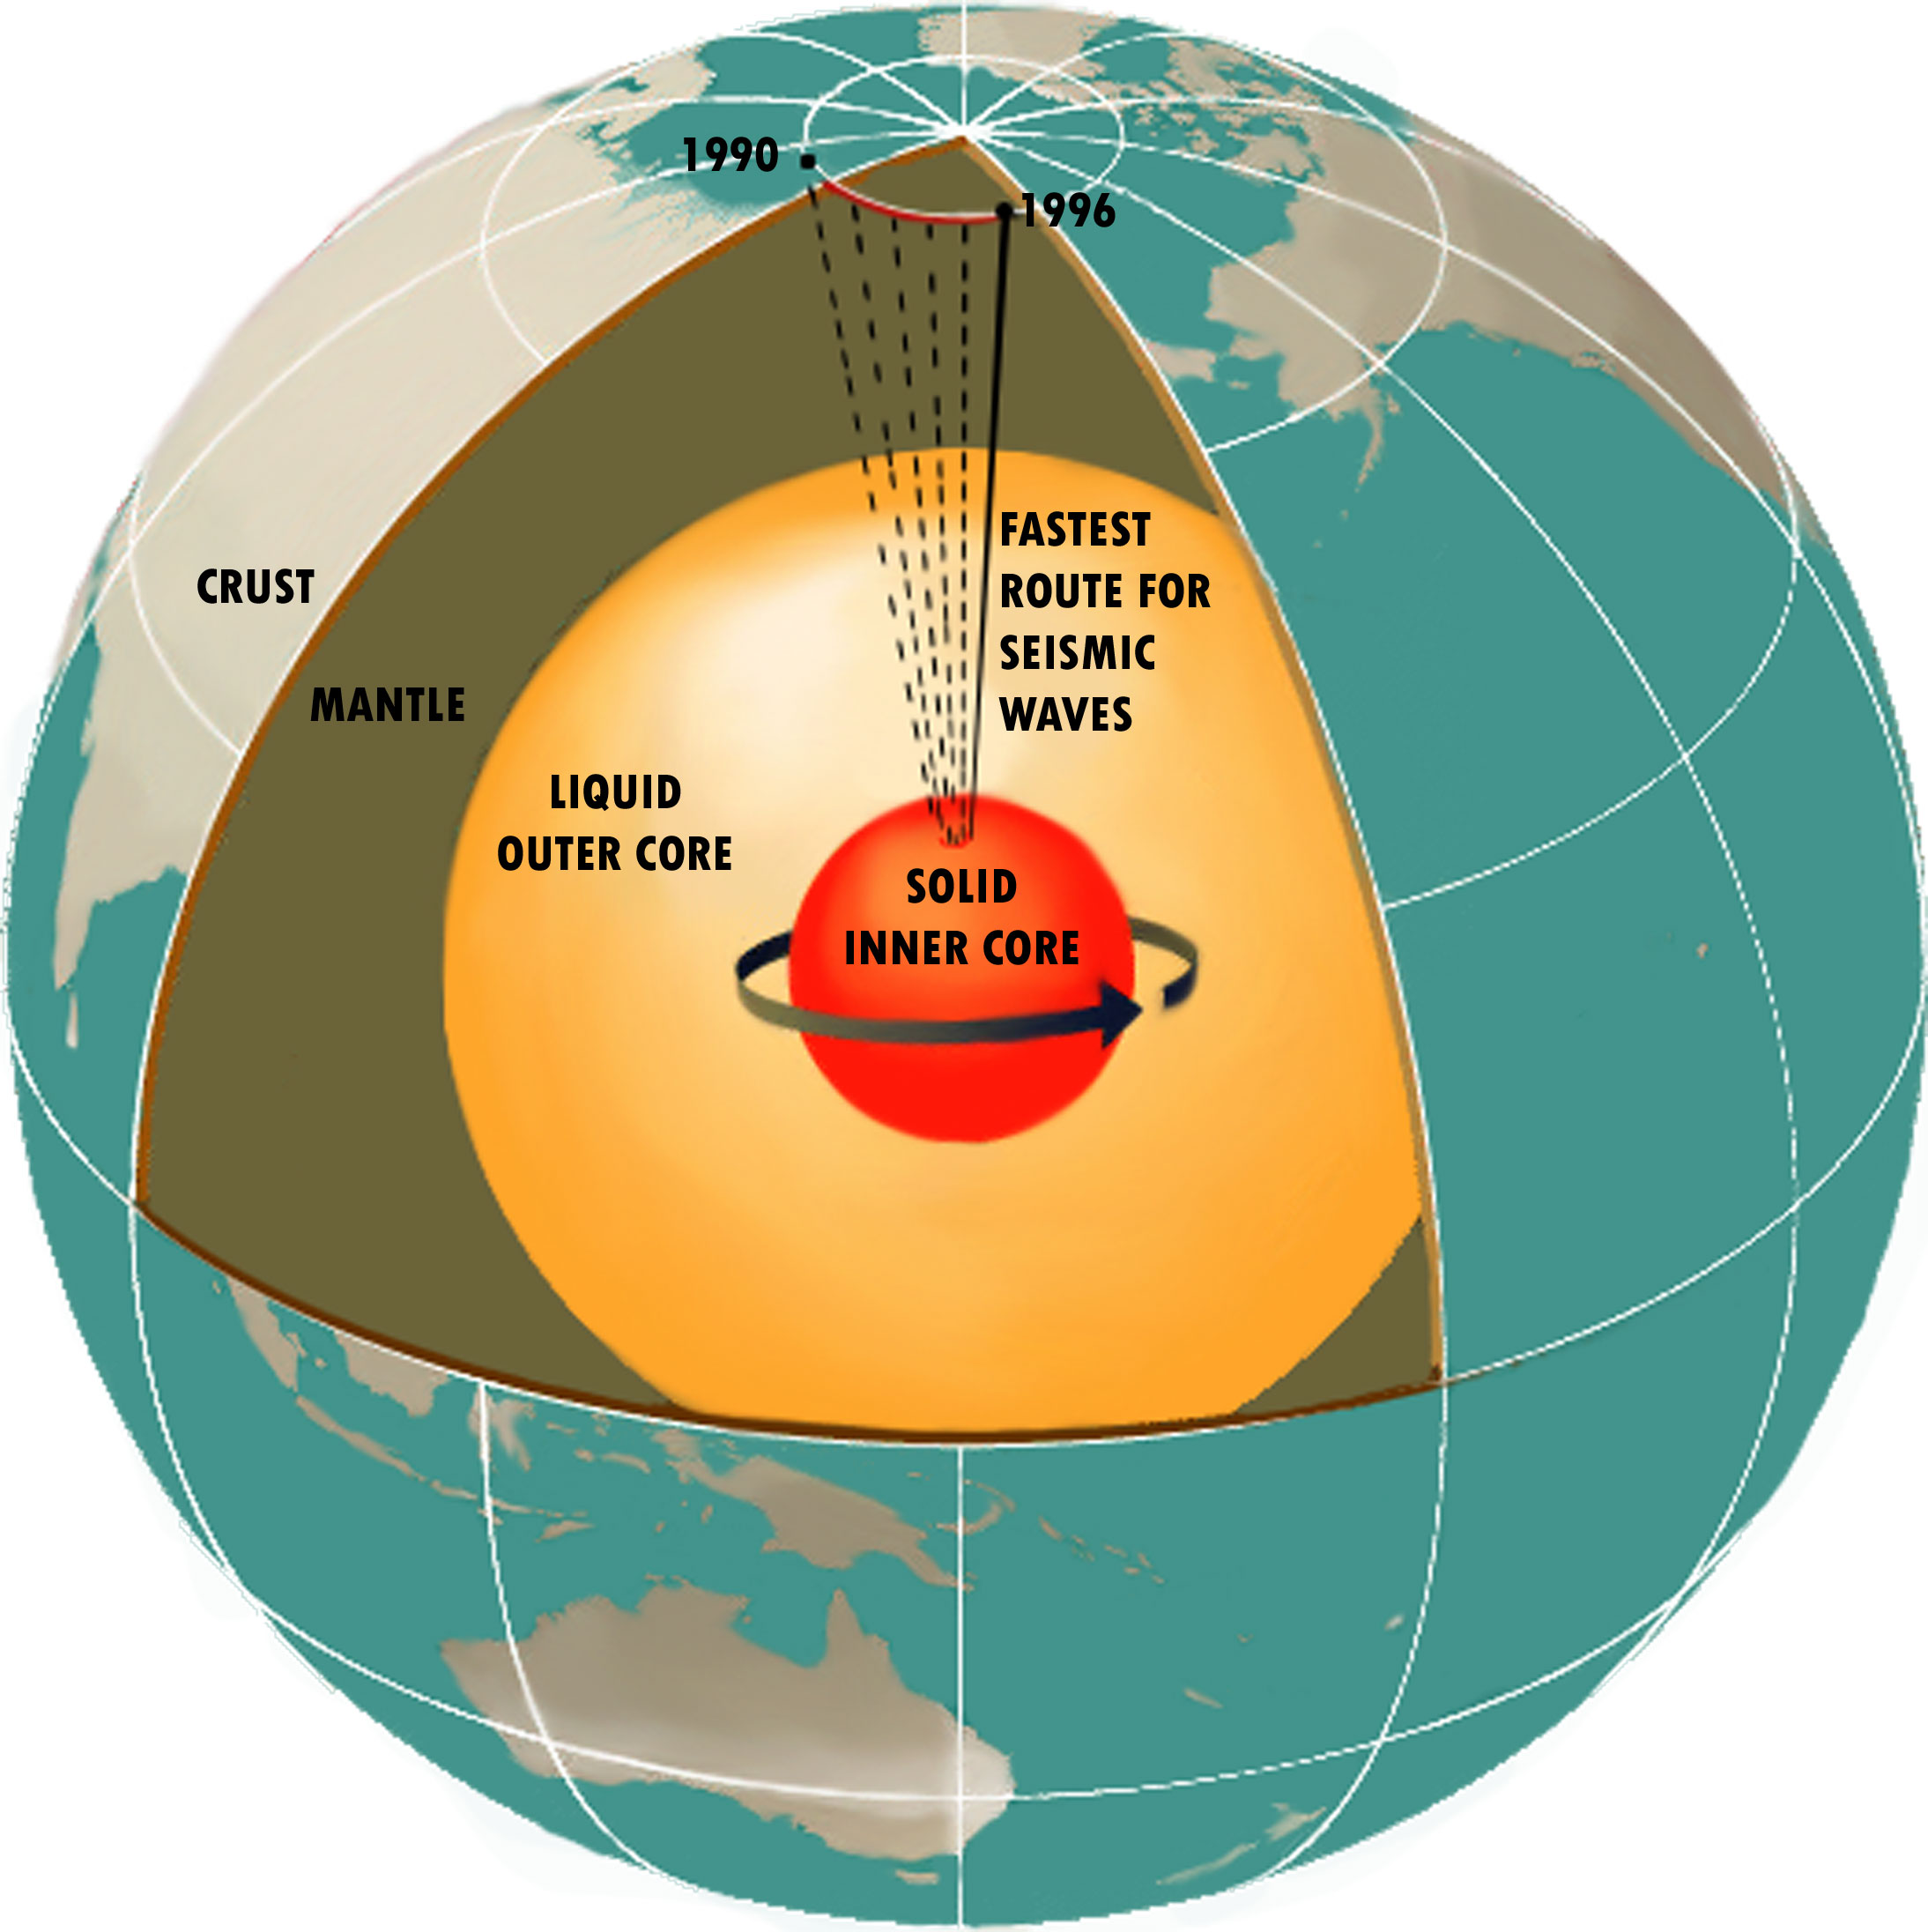 1990
1996
FASTEST
ROUTE FOR
SEISMIC
WAVES
CRUST
MANTLE
LIQUID
OUTER CORE
SOLID
INNER CORE